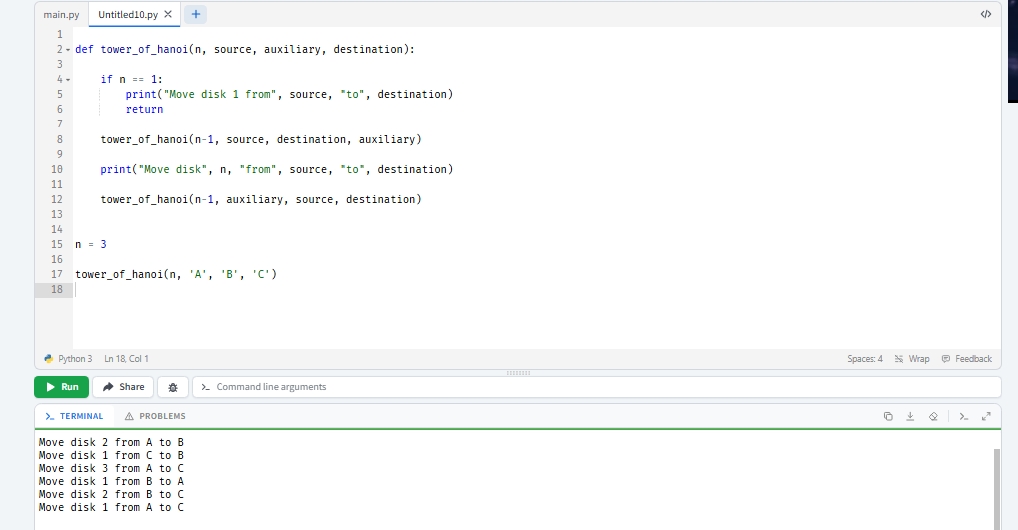 main.py Untitled10.py
1
2 def tower_of_hanoi(n, source, auxiliary, destination):
3
4 if n == 1:
5 print("Move disk 1 from", source, "to", destination)
6 return
7
8 tower_of_hanoi(n-1, source, destination, auxiliary)
9
10 print("Move disk", n, "from", source, "to", destination)
11
12 tower_of_hanoi(n-1, auxiliary, source, destination)
13
14
15 n = 3
16
17 tower_of_hanoi(n, 'A', 'B', 'C')
18
Python 3 Ln 18, Col 1 Spaces: 4 Wrap Feedback
Run Share Command line arguments
TERMINAL PROBLEMS
Move disk 2 from A to B
Move disk 1 from C to B
Move disk 3 from A to C
Move disk 1 from B to A
Move disk 2 from B to C
Move disk 1 from A to C